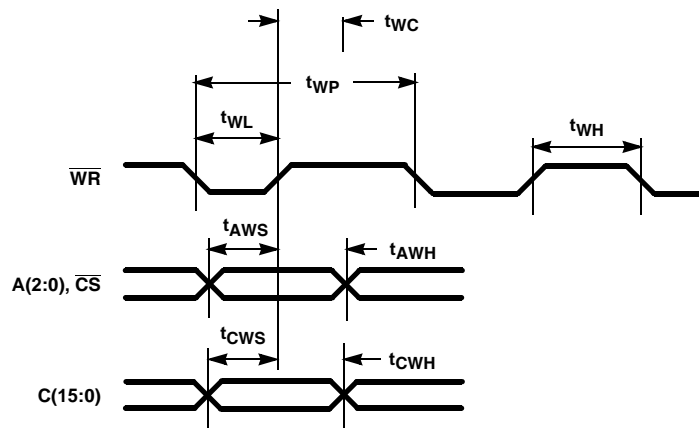 tWC
tWP
tWL
tWH
WR
tAWS
tAWH
A(2:0), CS
tCWS
tCWH
C(15:0)